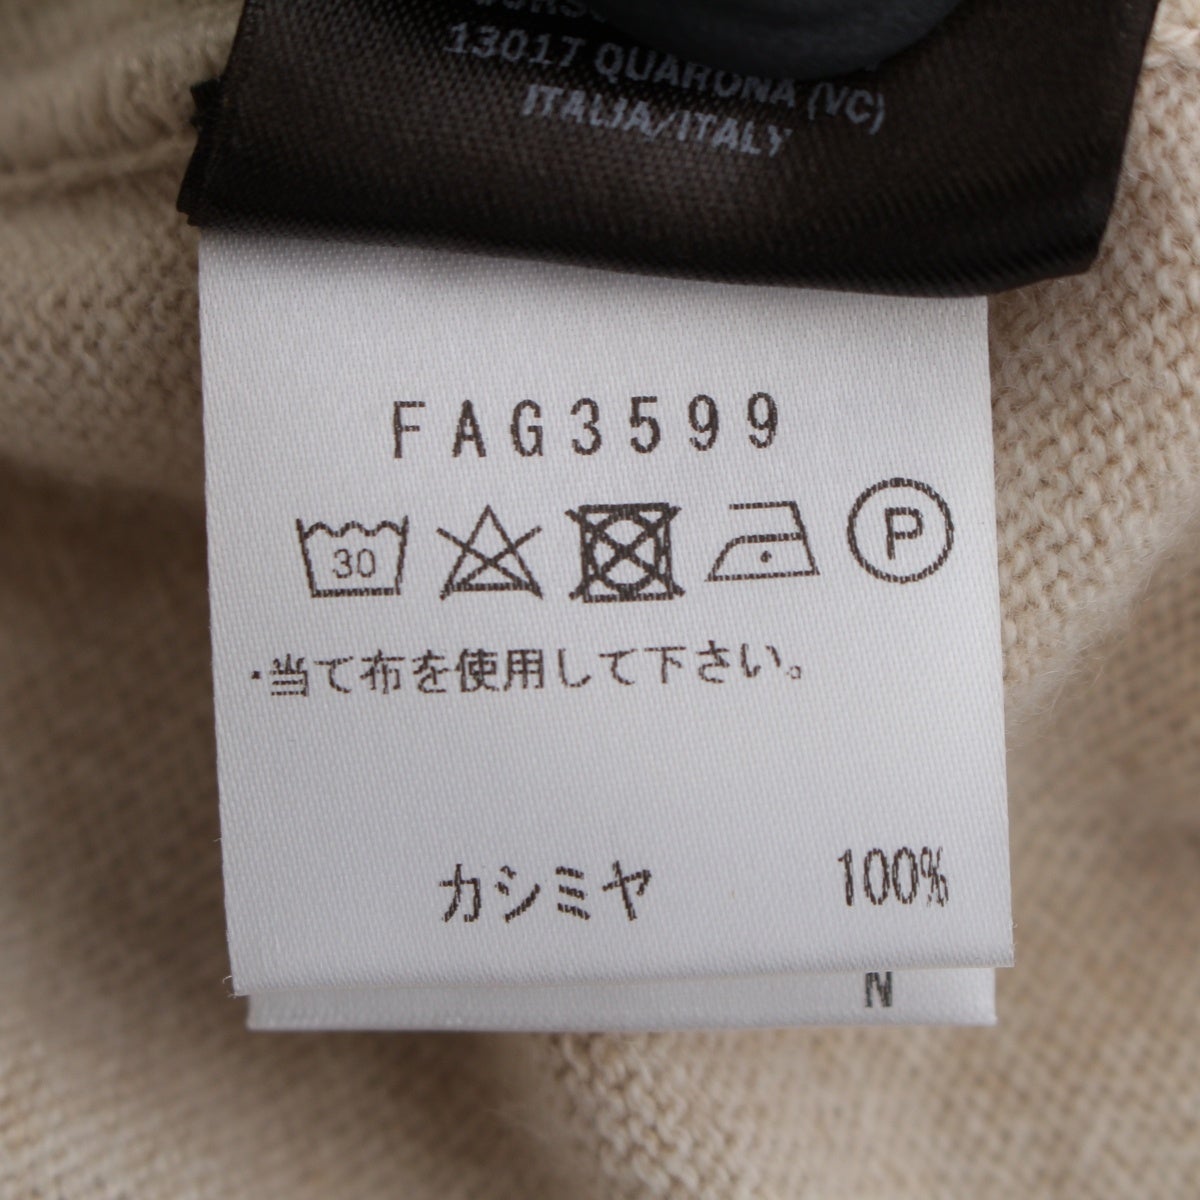 13017 QUARONA (VC)
ITALIA/ITALY
FAG3599
30
P
・当て布を使用して下さい。
カシミヤ 100%
N